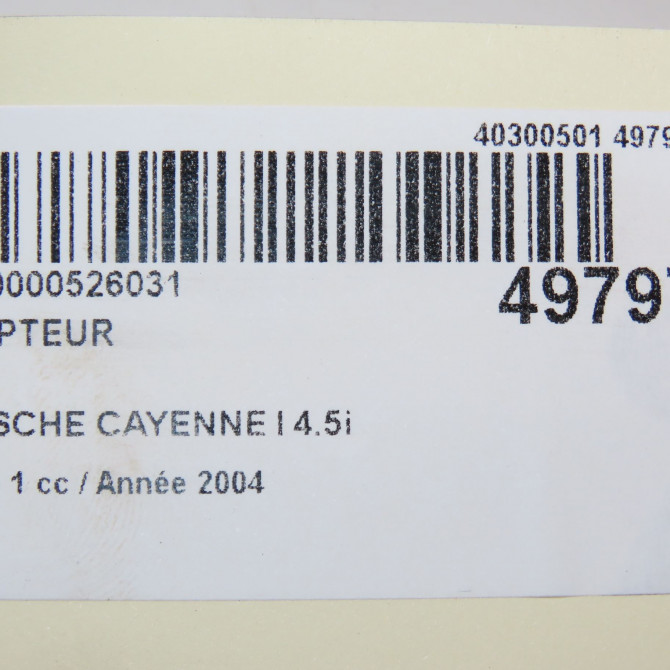 40300501 4979
0000526031
4979
PTEUR
SCHE CAYENNE I 4.5i
1 cc / Année 2004